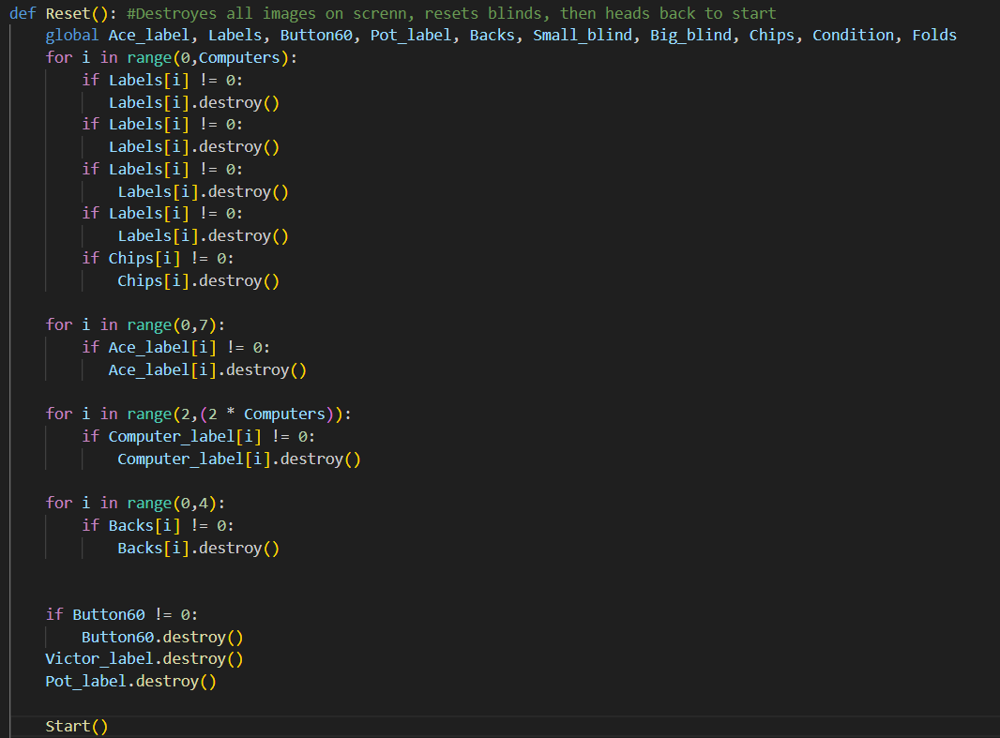 def Reset(): #Destroyes all images on screnn, resets blinds, then heads back to start
    global Ace_label, Labels, Button60, Pot_label, Backs, Small_blind, Big_blind, Chips, Condition, Folds
    for i in range(0,Computers):
        if Labels[i] != 0:
           Labels[i].destroy()
        if Labels[i] != 0:
           Labels[i].destroy()
        if Labels[i] != 0:
            Labels[i].destroy()
        if Labels[i] != 0:
            Labels[i].destroy()
        if Chips[i] != 0:
            Chips[i].destroy()

    for i in range(0,7):
        if Ace_label[i] != 0:
           Ace_label[i].destroy()

    for i in range(2,(2 * Computers)):
        if Computer_label[i] != 0:
            Computer_label[i].destroy()

    for i in range(0,4):
        if Backs[i] != 0:
            Backs[i].destroy()


    if Button60 != 0:
        Button60.destroy()
    Victor_label.destroy()
    Pot_label.destroy()

    Start()